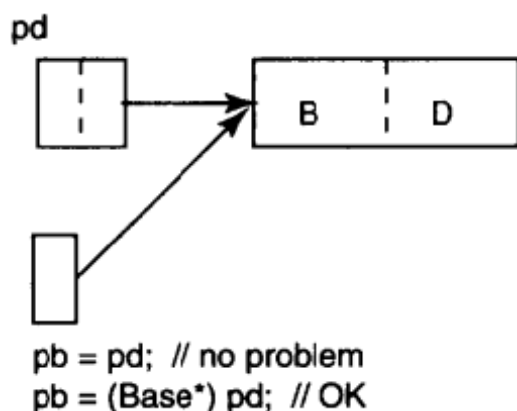 pd
B D
pb = pd; // no problem
pb = (Base*) pd; // OK